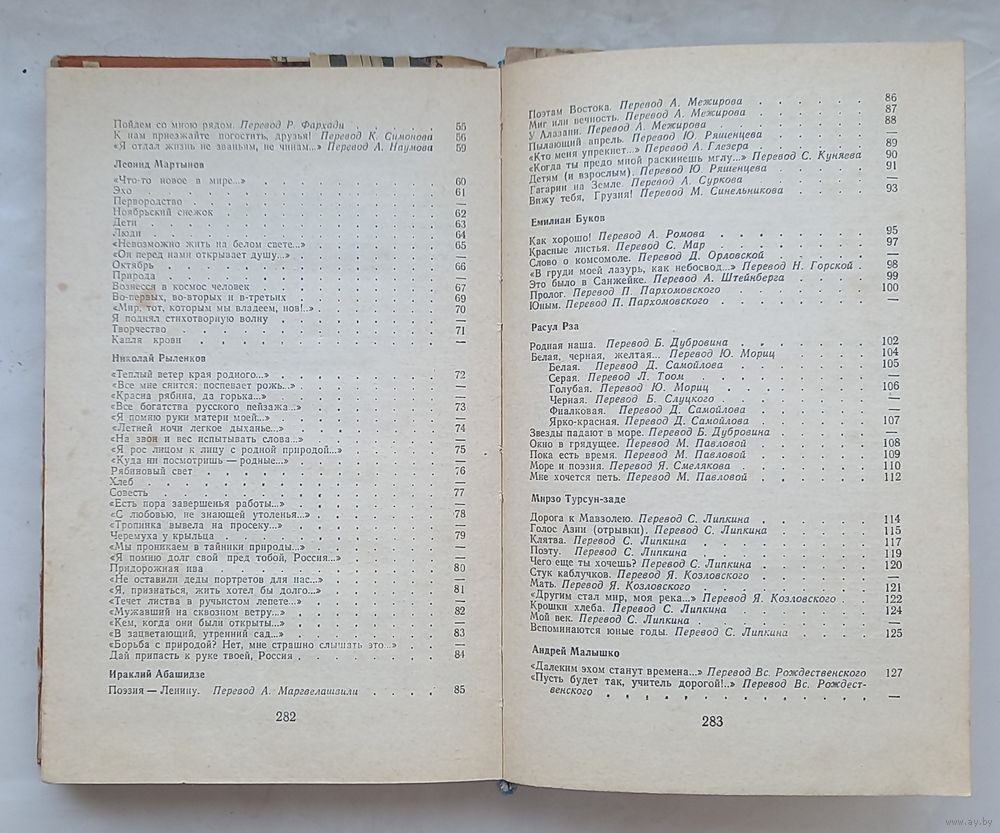 Пойдем со мною рядом. Перевод Р. Фархади . . . . . . 55
К нам приезжайте погостить, друзья! Перевод К. Симонова 56
«Я отдал жизнь не званьям, не чинам...» Перевод А. Наумова 59
Леонид Мартынов
«Что-то новое в мире...» 60
Эхо 61
Первородство —
Ноябрьский снежок 62
Дети 63
Люди 64
«Невозможно жить на белом свете...» 65
«Он перед нами открывает душу...» —
Октябрь 66
Природа —
Вознесся в космос человек 67
Во-первых, во-вторых и в-третьих 69
«Мир, тот, которым мы владеем, нов!..» 70
Я поднял стихотворную волну —
Творчество 71
Капля крови —
Николай Рыленков
«Теплый ветер края родного...» 72
«Все мне снится: поспевает рожь...» —
«Красна рябина, да горька...» —
«Все богатства русского пейзажа...» 73
«Я помню руки матери моей...» —
«Летней ночи легкое дыханье...» 74
«На звон и вес испытывать слова...» —
«Я рос лицом к лицу с родной природой...» 75
«Куда ни посмотришь — родные...» —
Рябиновый свет 76
Хлеб —
Совесть 77
«Есть пора завершенья работы...» —
«С любовью, не знающей утоленья...» 78
«Тропинка вывела на просеку...» —
Черемуха у крыльца 79
«Мы проникаем в тайники природы...» —
«Я помню долг свой пред тобой, Россия...» —
Придорожная ива 80
«Не оставили деды портретов для нас...» —
«Я, признаться, жить хотел бы долго...» 81
«Течет листва в ручьистом лепете...» —
«Мужавший на сквозном ветру...» 82
«Кем, когда они были открыты...» —
«В зацветающий, утренний сад...» 83
«Борьба с природой? Нет, мне страшно слышать это...» —
Дай припасть к руке твоей, Россия 84
Ираклий Абашидзе
Поэзия — Ленину. Перевод А. Маргвелашвили . . . . 85
282
Поэтам Востока. Перевод А. Межирова 86
Миг или вечность. Перевод А. Межирова 87
У Алазани. Перевод А. Межирова 88
Пылающий апрель. Перевод Ю. Ряшенцева —
«Кто меня упрекнет...» Перевод А. Глезера 89
«Когда ты предо мной раскинешь мглу...» Перевод С. Куняева 90
Детям (и взрослым). Перевод Ю. Ряшенцева 91
Гагарин на Земле. Перевод А. Суркова —
Вижу тебя, Грузия! Перевод М. Синельникова 93
Емилиан Буков
Как хорошо! Перевод А. Ромова 95
Красные листья. Перевод С. Мар 97
Слово о комсомоле. Перевод Д. Орловской —
«В груди моей лазурь, как небосвод...» Перевод Н. Горской . 98
Это было в Санжейке. Перевод А. Штейнберга 99
Пролог. Перевод П. Пархомовского 100
Юным. Перевод П. Пархомовского —
Расул Рза
Родная наша. Перевод Б. Дубровина 102
Белая, черная, желтая... Перевод Ю. Мориц 104
Белая. Перевод Д. Самойлова 105
Серая. Перевод Л. Тоом —
Голубая. Перевод Ю. Мориц 106
Черная. Перевод Б. Слуцкого —
Фиалковая. Перевод Д. Самойлова —
Ярко-красная. Перевод Д. Самойлова 107
Звезды падают в море. Перевод Б. Дубровина —
Окно в грядущее. Перевод М. Павловой 108
Пока есть время. Перевод М. Павловой 109
Море и поэзия. Перевод Я. Смелякова 110
Мне хочется петь. Перевод М. Павловой 112
Мирзо Турсун-заде
Дорога к Мавзолею. Перевод С. Липкина 114
Голос Азии (отрывки). Перевод С. Липкина 115
Клятва. Перевод С. Липкина 117
Поэту. Перевод С. Липкина 119
Чего еще ты хочешь? Перевод С. Липкина 120
Стук каблучков. Перевод Я. Козловского —
Мать. Перевод Я. Козловского 121
«Другим стал мир, моя река...» Перевод Я. Козловского 122
Крошки хлеба. Перевод С. Липкина 124
Мой век. Перевод С. Липкина —
Вспоминаются юные годы. Перевод С. Липкина 125
Андрей Малышко
«Далеким эхом станут времена...» Перевод Вс. Рождественского 127
«Пусть будет так, учитель дорогой!..» Перевод Вс. Рождест-
венского —
283
www.ay.by